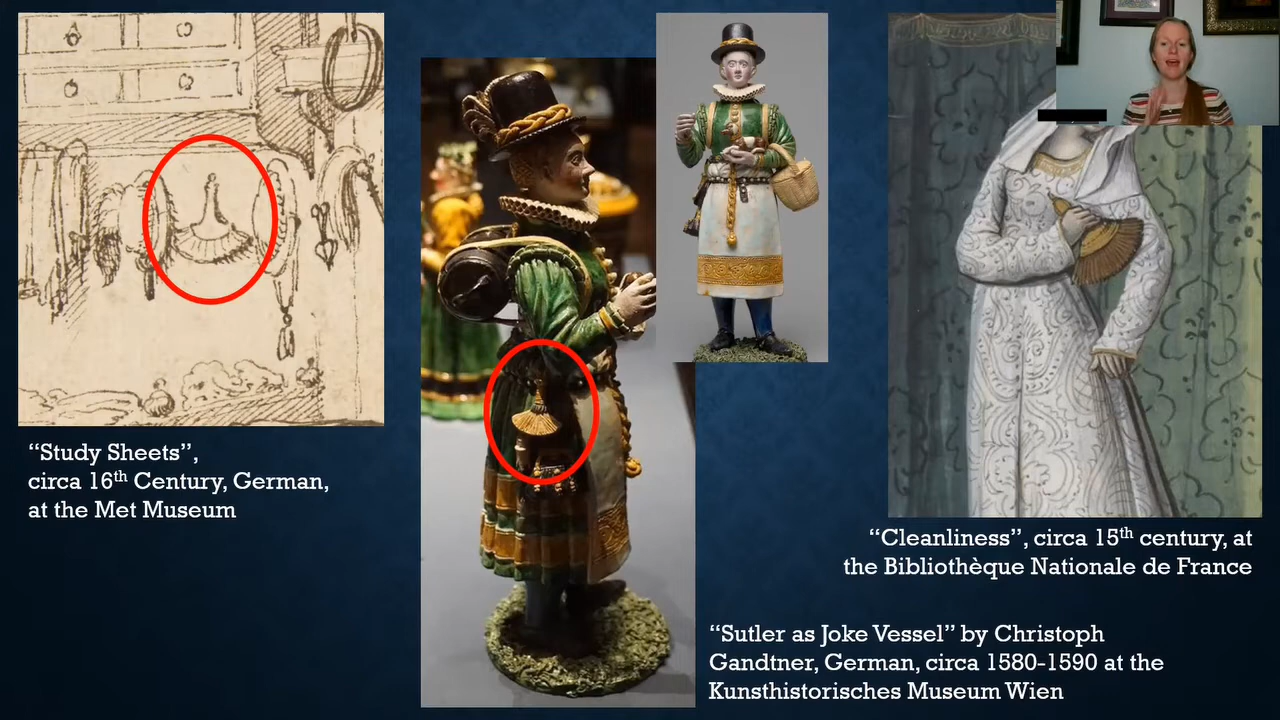 “Study Sheets”,
circa 16th Century, German,
at the Met Museum
“Cleanliness”, circa 15th century, at
the Bibliothèque Nationale de France
“Sutler as Joke Vessel” by Christoph
Gandtner, German, circa 1580-1590 at the
Kunsthistorisches Museum Wien